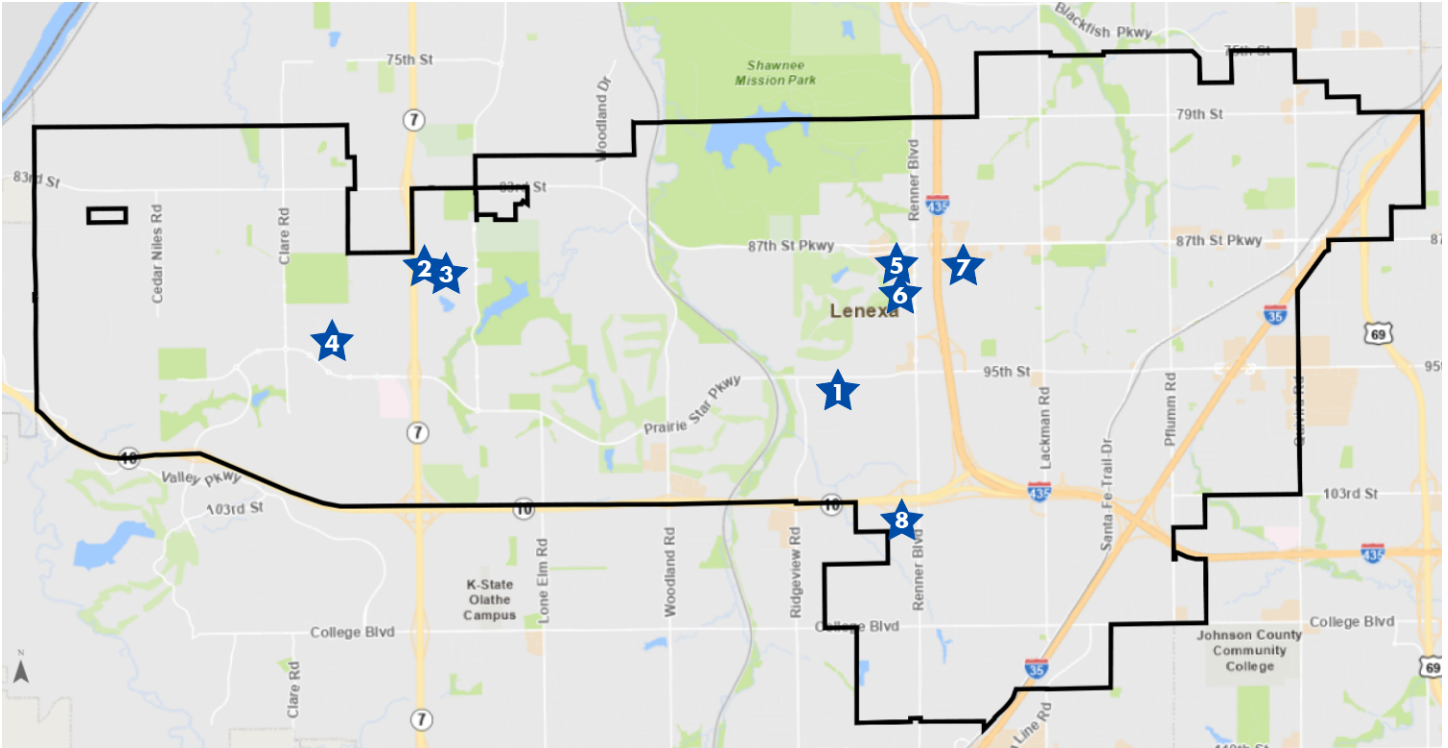 Blackfish Pkwy
75th St
75th St
Shawnee
Mission Park
7
79th St
Woodland Dr
83rd St
83rd St
Renner Blvd
435
Cedar Niles Rd
Clare Rd
87th St Pkwy
87th St Pkwy
87
2
3
5
7
6
Lenexa
35
69
4
95th St
95t
1
Prairie Star Pkwy
Lackman Rd
Pflumm Rd
Quivira Rd
7
10
Valley Pkwy
103rd St
10
10
435
103rd St
8
Santa-Fe-Trail-Dr
435
Lone Elm Rd
Woodland Rd
Ridgeview Rd
Renner Blvd
K-State
Olathe
Campus
College Blvd
College Blvd
College Blvd
Johnson County
Community
College
N
35
69
Clare Rd
7
Line Rd